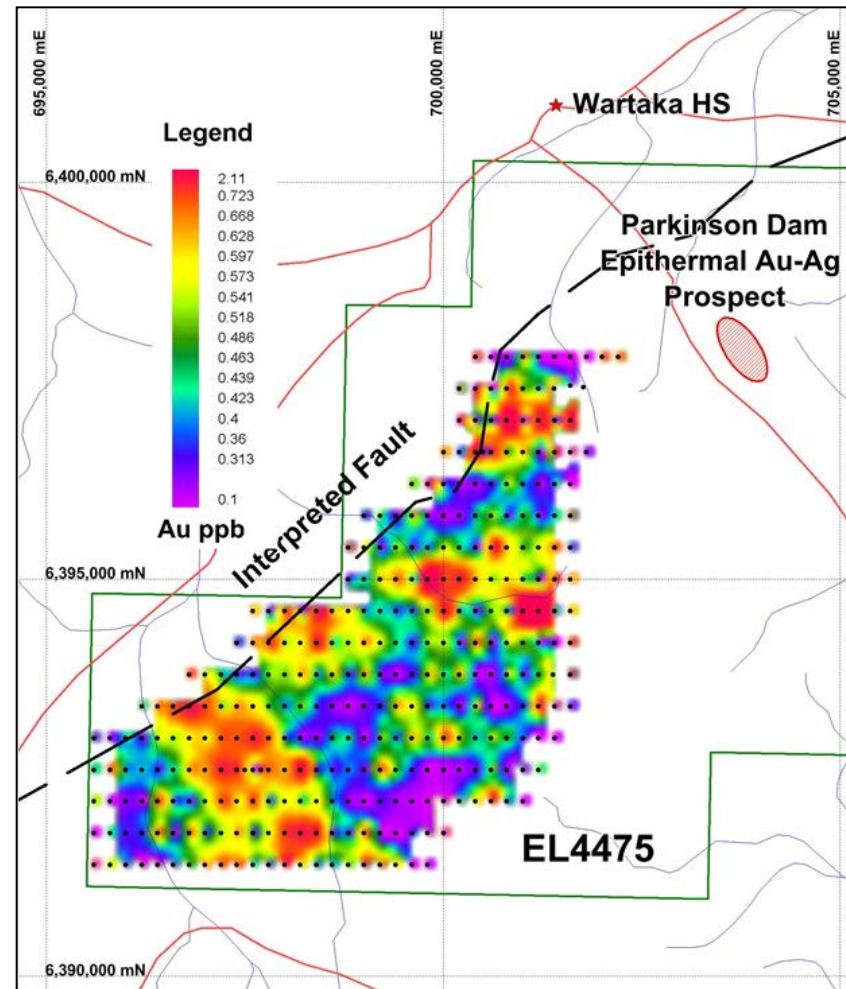 695,000 mE
700,000 mE
705,000 mE
Wartaka HS
Legend
6,400,000 mN
2.11
0.723
0.668
0.628
0.597
0.573
0.541
0.518
0.486
0.463
0.439
0.423
0.4
0.36
0.313
0.1
Au ppb
Parkinson Dam
Epithermal Au-Ag
Prospect
Interpreted Fault
6,395,000 mN
EL4475
6,390,000 mN